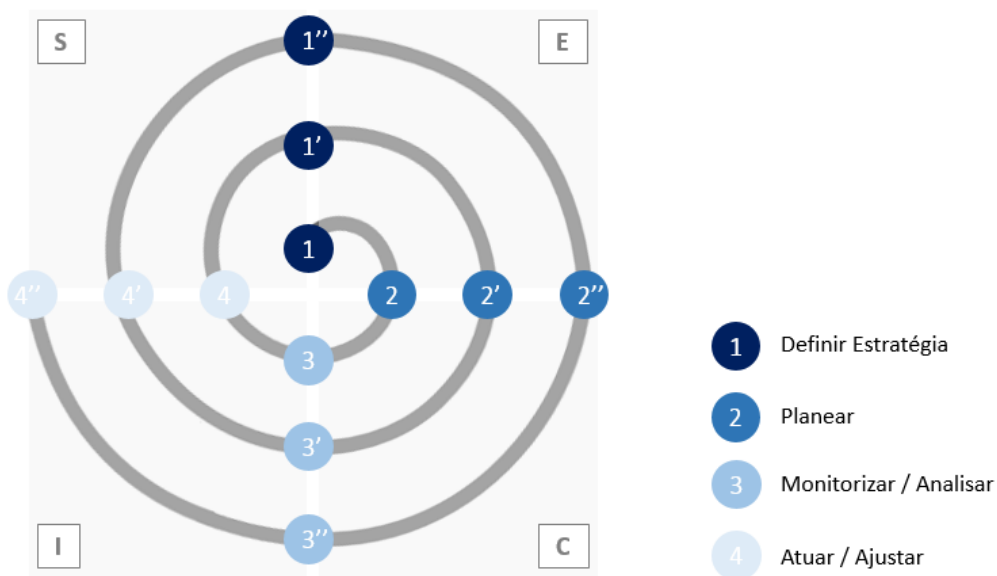 S
1’’
E
1’
1
4’’
4’
4
2
2’
2’’
3
3’
3’’
I
C
1 Definir Estratégia
2 Planear
3 Monitorizar / Analisar
4 Atuar / Ajustar